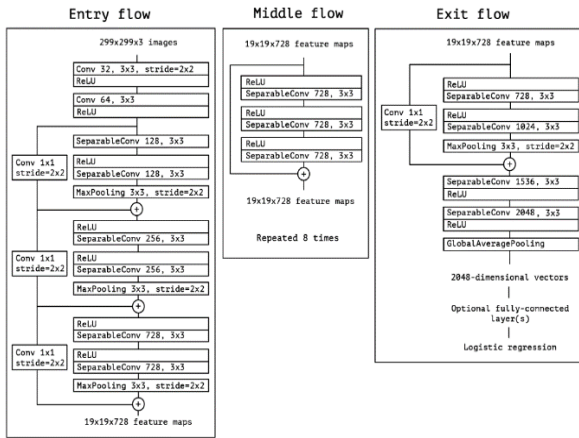 Entry flow
299x299x3 images
Conv 32, 3x3, stride=2x2
ReLU
Conv 64, 3x3
ReLU
SeparableConv 128, 3x3
Conv 1x1
stride=2x2
ReLU
SeparableConv 128, 3x3
MaxPooling 3x3, stride=2x2
+
ReLU
SeparableConv 256, 3x3
Conv 1x1
stride=2x2
ReLU
SeparableConv 256, 3x3
MaxPooling 3x3, stride=2x2
+
ReLU
SeparableConv 728, 3x3
Conv 1x1
stride=2x2
ReLU
SeparableConv 728, 3x3
MaxPooling 3x3, stride=2x2
+
19x19x728 feature maps
Middle flow
19x19x728 feature maps
ReLU
SeparableConv 728, 3x3
ReLU
SeparableConv 728, 3x3
ReLU
SeparableConv 728, 3x3
+
19x19x728 feature maps
Repeated 8 times
Exit flow
19x19x728 feature maps
ReLU
SeparableConv 728, 3x3
Conv 1x1
stride=2x2
ReLU
SeparableConv 1024, 3x3
MaxPooling 3x3, stride=2x2
+
SeparableConv 1536, 3x3
ReLU
SeparableConv 2048, 3x3
ReLU
GlobalAveragePooling
2048-dimensional vectors
Optional fully-connected
layer(s)
Logistic regression